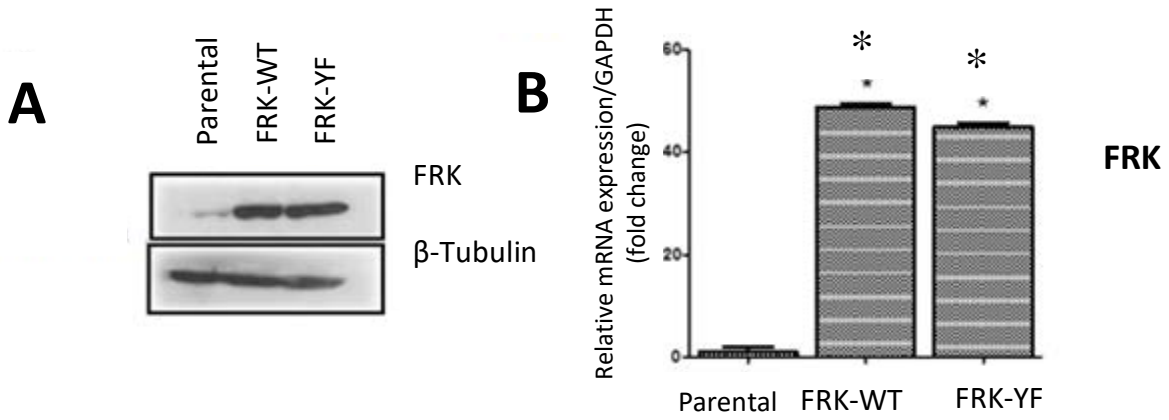 A
Parental
FRK-WT
FRK-YF
FRK
β-Tubulin
B
Relative mRNA expression/GAPDH
(fold change)
60
40
20
0
*
*
*
*
Parental
FRK-WT
FRK-YF
FRK